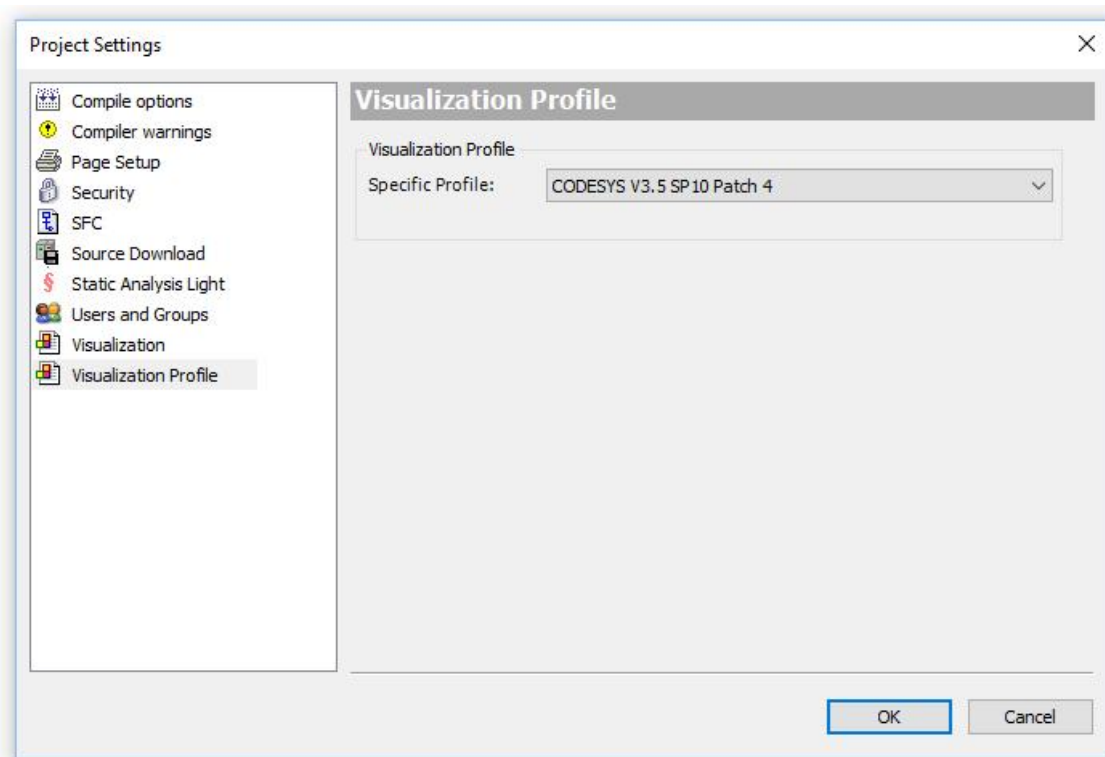 Project Settings
Compile options
Compiler warnings
Page Setup
Security
SFC
Source Download
Static Analysis Light
Users and Groups
Visualization
Visualization Profile
Visualization Profile
Visualization Profile
Specific Profile: CODESYS V3.5 SP10 Patch 4
OK Cancel